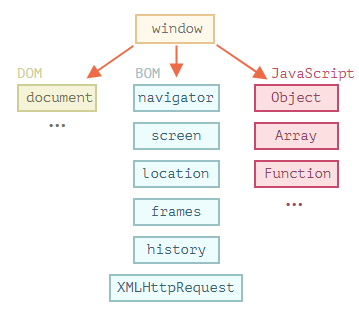 window
DOM
BOM
JavaScript
document
navigator
Object
...
screen
Array
location
Function
frames
...
history
XMLHttpRequest